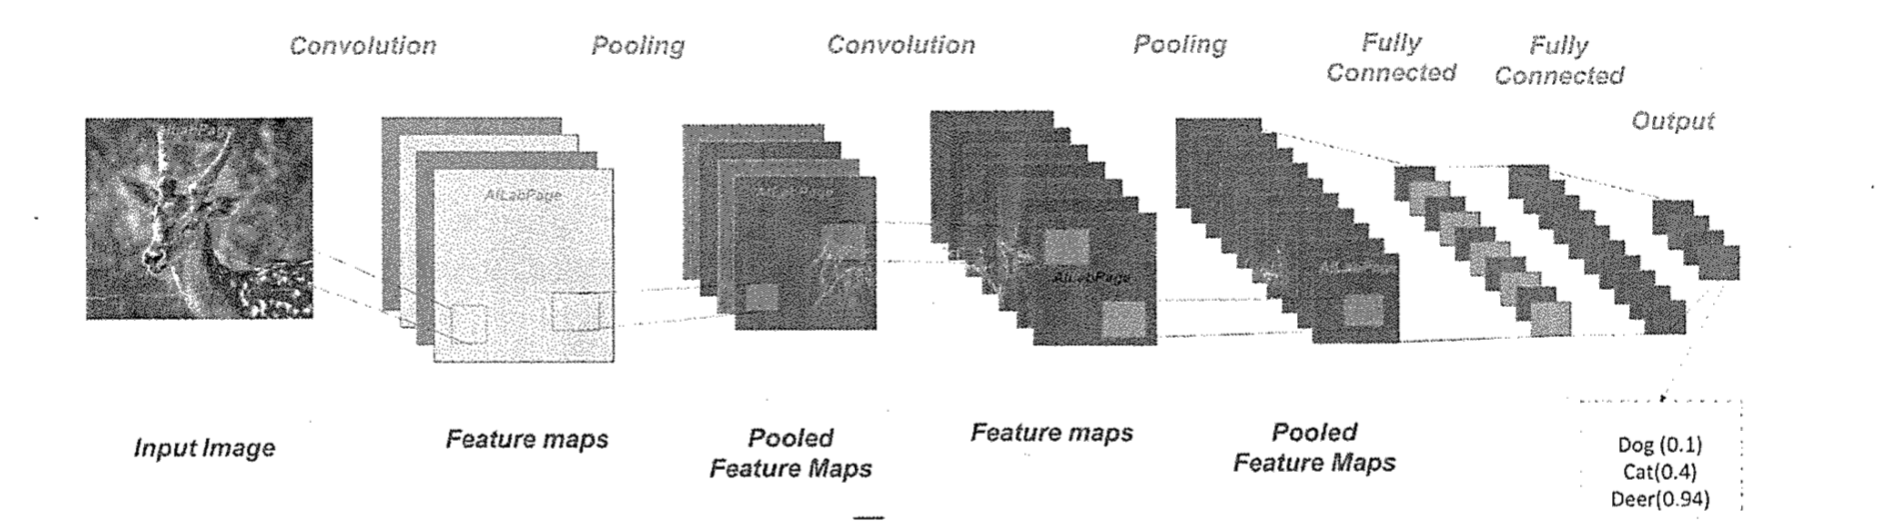 Convolution
Pooling
Convolution
Pooling
Fully
Connected
Fully
Connected
Output
AILabPage
AILabPage
AILabPage
AILabPage
AILabPage
Input Image
Feature maps
Pooled
Feature Maps
Feature maps
Pooled
Feature Maps
Dog (0.1)
Cat(0.4)
Deer(0.94)